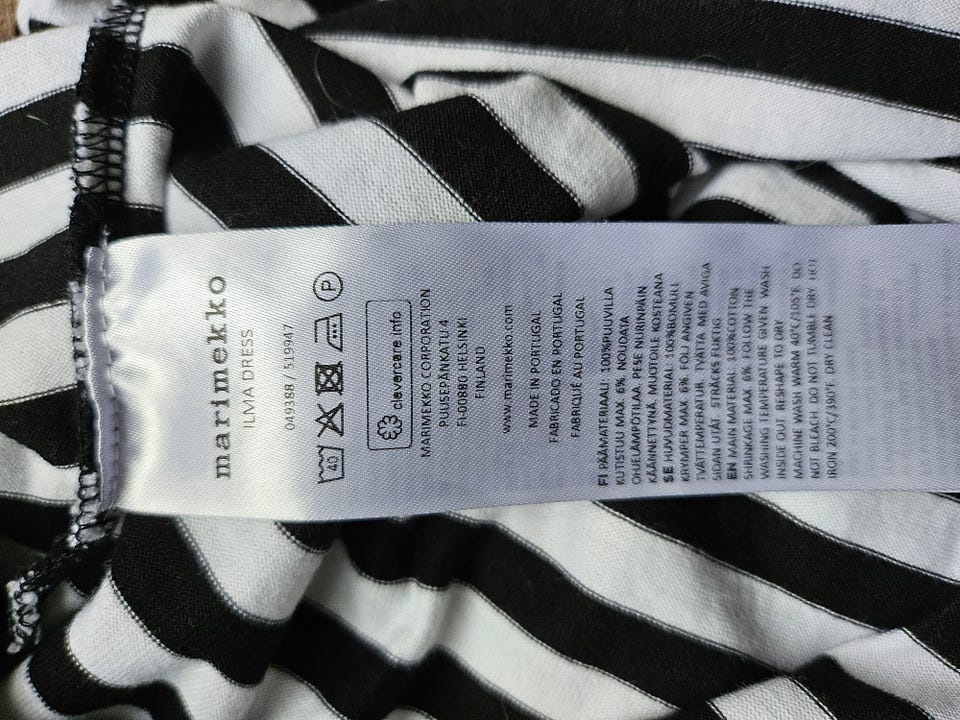 marimekko
ILMA DRESS
049388 / 519947
40 P
clevercare.info
MARIMEKKO CORPORATION
PUUSEPÄNKATU 4
FI-00880 HELSINKI
FINLAND
www.marimekko.com
MADE IN PORTUGAL
FABRICADO EN PORTUGAL
FABRIQUÉ AU PORTUGAL
FI PÄÄMATERIAALI: 100%PUUVILLA
KUTISTUU MAX. 6% NOUDATA
OHJELÄMPÖTILAA. PESE NURINPÄIN
KÄÄNNETTYNÄ. MUOTOILE KOSTEANA
SE HUVUDMATERIAL: 100%BOMULL
KRYMPER MAX 6% FÖLJ ANGIVEN
TVÄTTEMPERATUR. TVÄTTA MED AVIGA
SIDAN UTÅT STRÄCKS FUKTIG
EN MAIN MATERIAL: 100%COTTON
SHRINKAGE MAX 6% FOLLOW THE
WASHING TEMPERATURE GIVEN WASH
INSIDE OUT RESHAPE TO DRY
MACHINE WASH WARM 40°C/105°F DO
NOT BLEACH DO NOT TUMBLE DRY HOT
IRON 200°C/390°F DRY CLEAN